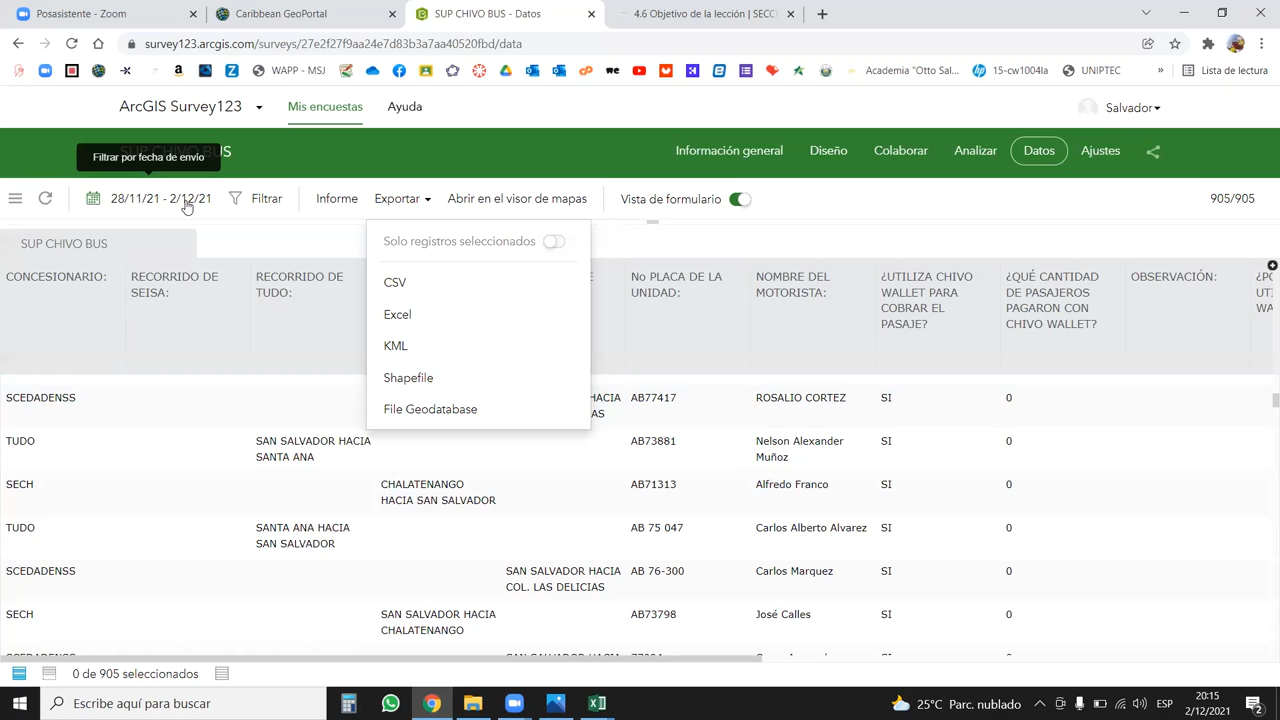 Posasistente - Zoom
Caribbean GeoPortal
SUP CHIVO BUS - Datos
4.6 Objetivo de la lección | SECCI
survey123.arcgis.com/surveys/27e2f27f9aa24e7d83b3a7aa40520fbd/data
WAPP - MSJ
Academia "Otto Sal...
15-cw1004la
UNIPTEC
»
Lista de lectura
ArcGIS Survey123
Mis encuestas
Ayuda
Salvador
Filtrar por fecha de envío
SUP CHIVO BUS
Información general
Diseño
Colaborar
Analizar
Datos
Ajustes
28/11/21 - 2/12/21
Filtrar
Informe
Exportar
Abrir en el visor de mapas
Vista de formulario
905/905
Solo registros seleccionados
CSV
Excel
KML
Shapefile
File Geodatabase
SUP CHIVO BUS
CONCESIONARIO:
RECORRIDO DE
SEISA:
RECORRIDO DE
TUDO:
No PLACA DE LA
UNIDAD:
NOMBRE DEL
MOTORISTA:
¿UTILIZA CHIVO
WALLET PARA
COBRAR EL
PASAJE?
¿QUÉ CANTIDAD
DE PASAJEROS
PAGARON CON
CHIVO WALLET?
OBSERVACIÓN:
¿PO
UTI
WA
SCEDADENSS
HACIA
AS
AB77417
ROSALIO CORTEZ
SI
0
TUDO
SAN SALVADOR HACIA
SANTA ANA
AB73881
Nelson Alexander
Muñoz
SI
0
SECH
CHALATENANGO
HACIA SAN SALVADOR
AB71313
Alfredo Franco
SI
0
TUDO
SANTA ANA HACIA
SAN SALVADOR
AB 75 047
Carlos Alberto Alvarez
SI
0
SCEDADENSS
SAN SALVADOR HACIA
COL. LAS DELICIAS
AB 76-300
Carlos Marquez
SI
0
SECH
SAN SALVADOR HACIA
CHALATENANGO
AB73798
José Calles
SI
0
0 de 905 seleccionados
Escribe aquí para buscar
25°C Parc. nublado
ESP
20:15
2/12/2021
2